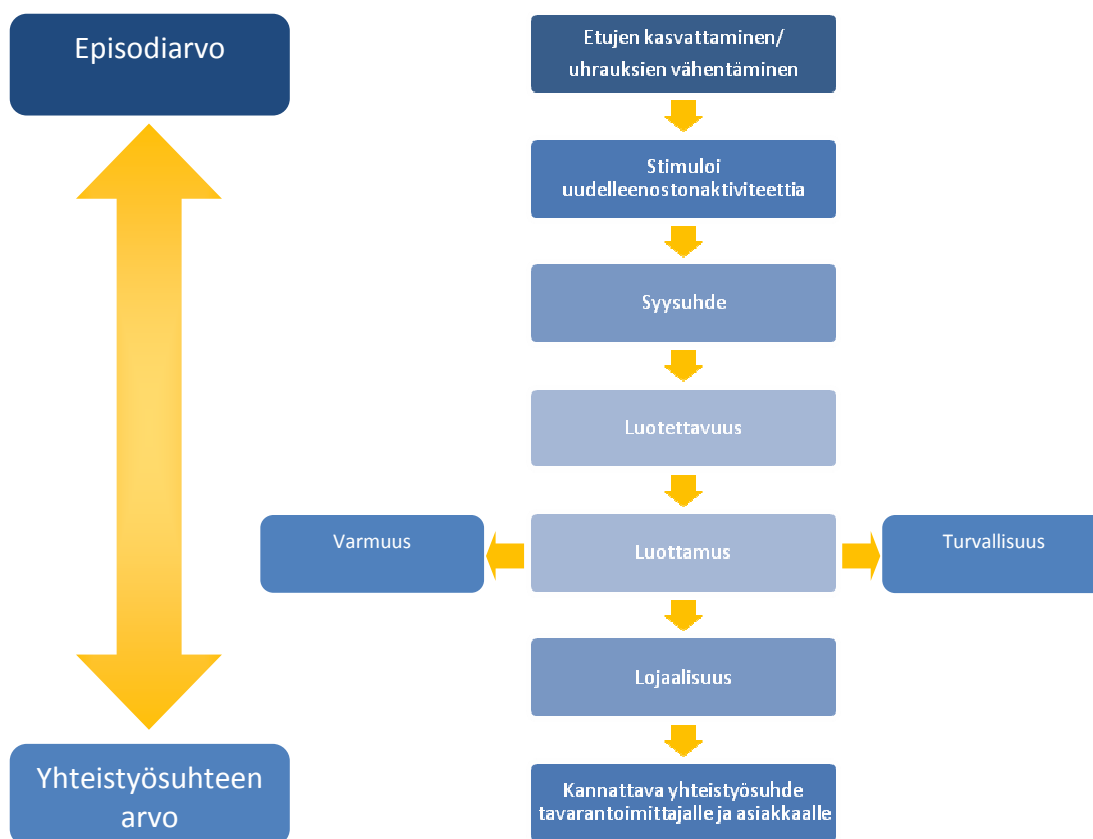 Episodiarvo
Etujen kasvattaminen/
uhrauksien vähentäminen
Stimuloi
uudelleenostonaktiviteettia
Syysuhde
Luotettavuus
Varmuus
Luottamus
Turvallisuus
Lojaalisuus
Yhteistyösuhteen
arvo
Kannattava yhteistyösuhde
tavarantoimittajalle ja asiakkaalle